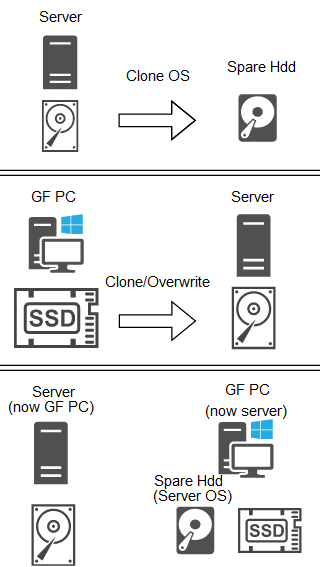 Server
Clone OS
Spare Hdd
GF PC
Server
SSD
Clone/Overwrite
Server
(now GF PC)
GF PC
(now server)
Spare Hdd
(Server OS)
SSD